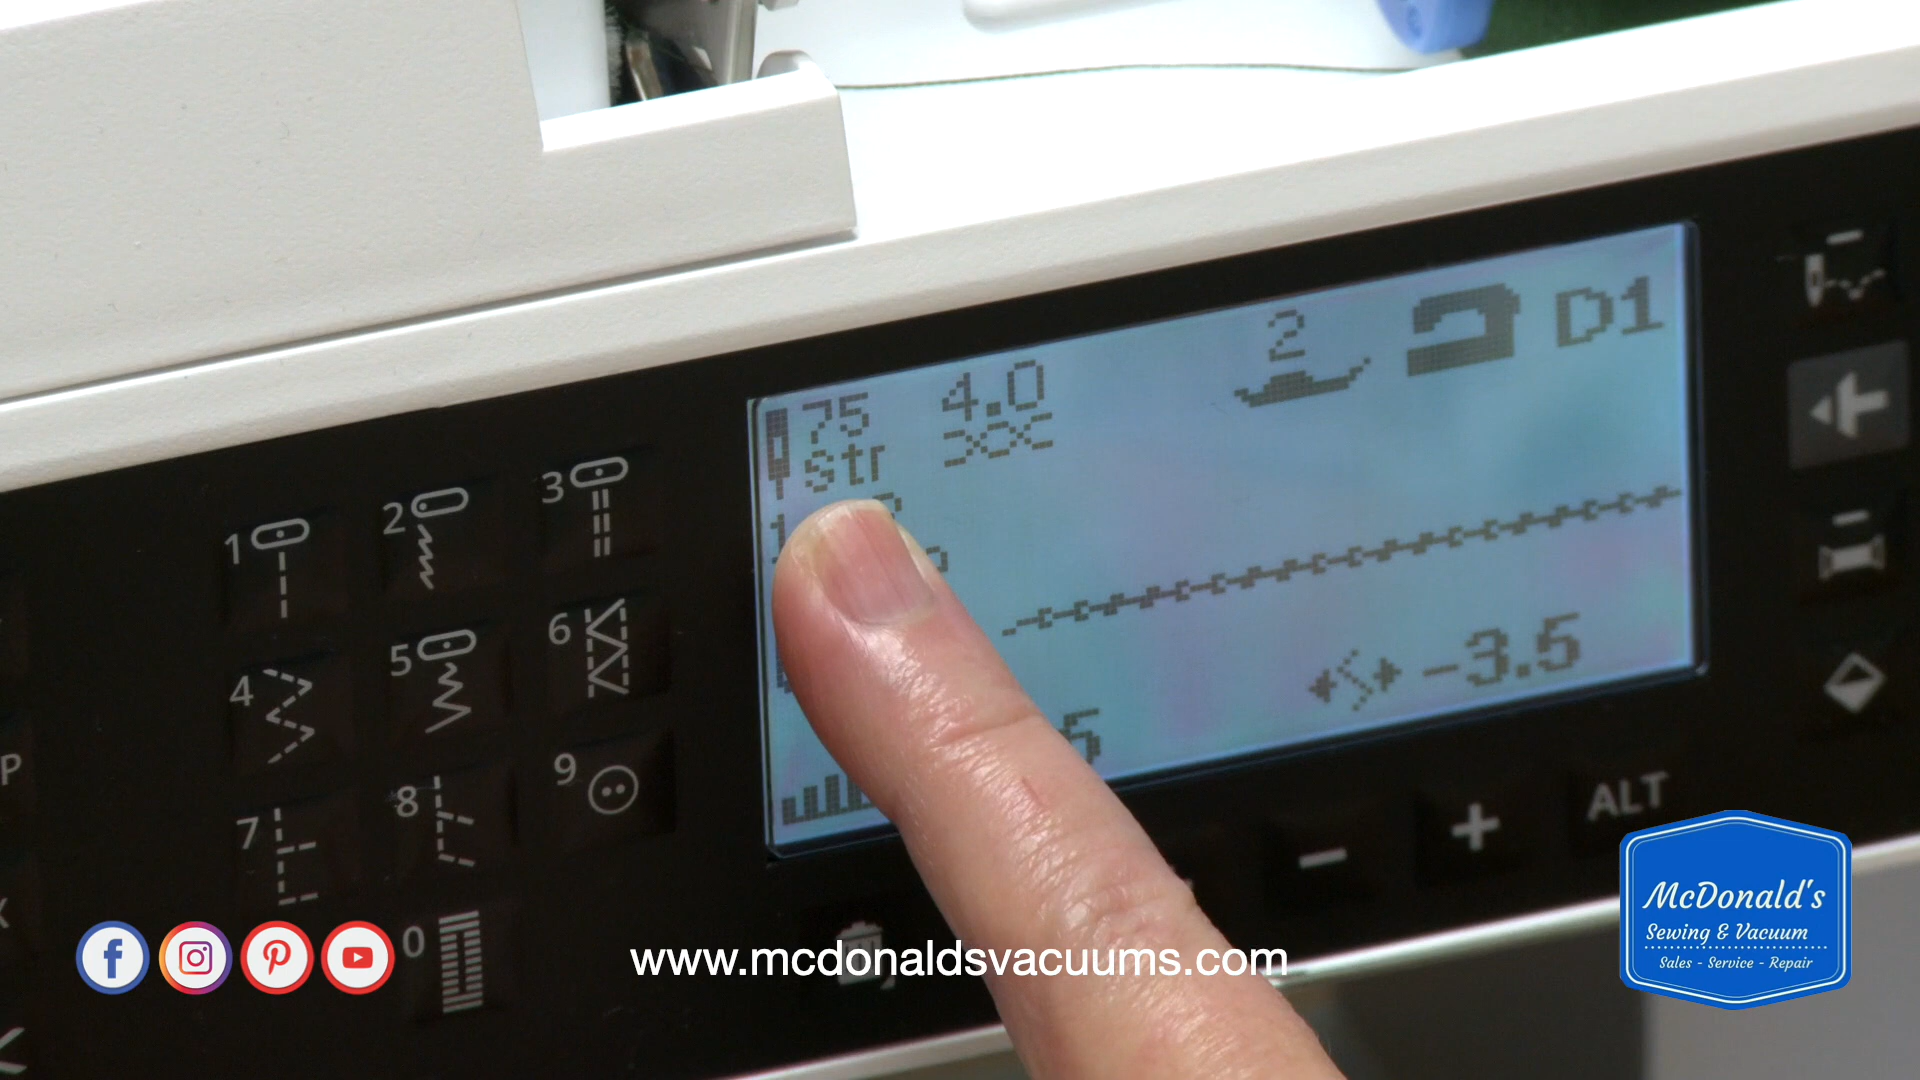 2
D1
75
4.0
str
-3.5
5
1
2
3
4
5
6
7
8
9
0
P
ALT
www.mcdonaldsvacuums.com
McDonald's
Sewing & Vacuum
Sales - Service - Repair